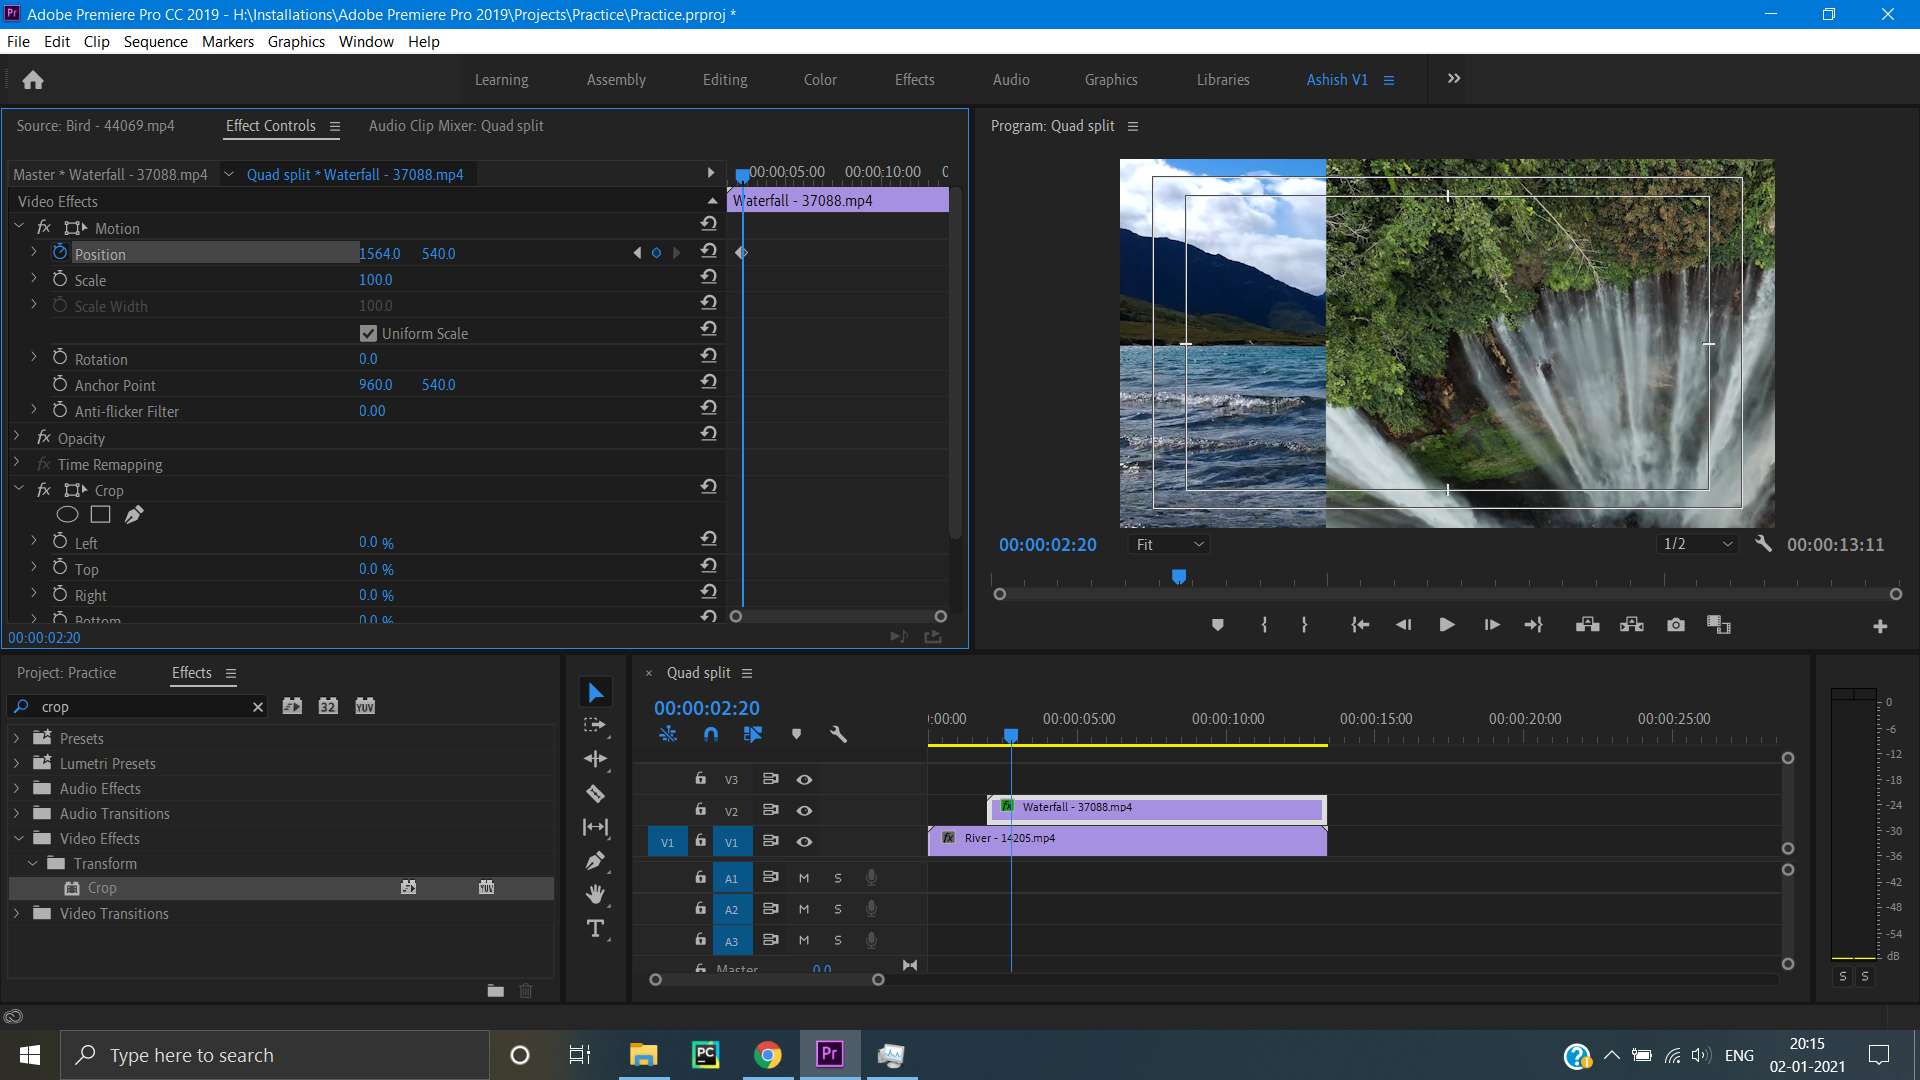 Adobe Premiere Pro CC 2019 - H:\Installations\Adobe Premiere Pro 2019\Projects\Practice\Practice.prproj *
File Edit Clip Sequence Markers Graphics Window Help
Learning Assembly Editing Color Effects Audio Graphics Libraries Ashish V1
Source: Bird - 44069.mp4 Effect Controls Audio Clip Mixer: Quad split
Master * Waterfall - 37088.mp4 Quad split * Waterfall - 37088.mp4
00:00:05:00 00:00:10:00 0
Video Effects
Waterfall - 37088.mp4
fx Motion
Position 1564.0 540.0
Scale 100.0
Scale Width 100.0
Uniform Scale
Rotation 0.0
Anchor Point 960.0 540.0
Anti-flicker Filter 0.00
fx Opacity
fx Time Remapping
fx Crop
Left 0.0 %
Top 0.0 %
Right 0.0 %
Bottom 0.0 %
00:00:02:20
Program: Quad split
00:00:02:20 Fit 1/2 00:00:13:11
Project: Practice Effects
crop 32 YUV
Presets
Lumetri Presets
Audio Effects
Audio Transitions
Video Effects
Transform
Crop
Video Transitions
× Quad split
00:00:02:20
:00:00 00:00:05:00 00:00:10:00 00:00:15:00 00:00:20:00 00:00:25:00
V3
V2 fx Waterfall - 37088.mp4
V1 V1 fx River - 14205.mp4
A1 M S
A2 M S
A3 M S
Master 0.0
0
-6
-12
-18
-24
-30
-36
-42
-48
-54
dB
S S
Type here to search
PC
Pr
ENG
20:15
02-01-2021